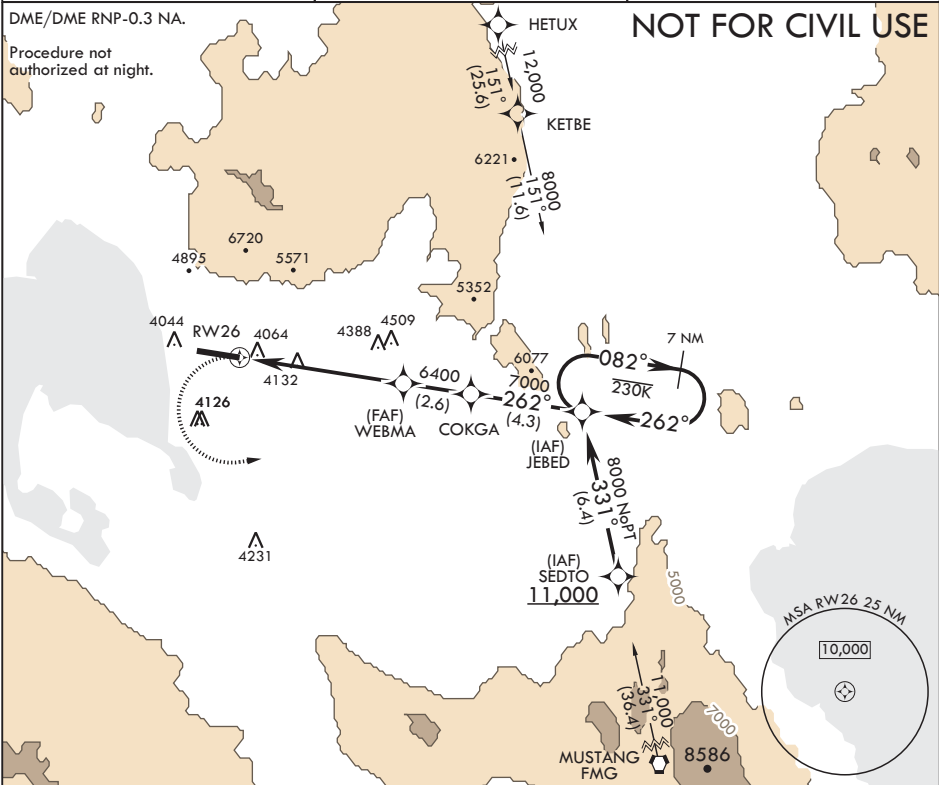 DME/DME RNP-0.3 NA.
Procedure not
authorized at night.
NOT FOR CIVIL USE
HETUX
12,000
151°
(25.6)
KETBE
6221
8000
151°
(11.6)
6720
4895
5571
5352
4044
RW26
4064
4388
4509
4132
6077
7 NM
082°
230K
262°
6400
(2.6)
7000
262°
(4.3)
4126
(FAF)
WEBMA
COKGA
(IAF)
JEBED
8000 NoPT
331°
(6.4)
4231
(IAF)
SEDTO
11,000
5000
MSA RW26 25 NM
10,000
11,000
331°
(36.4)
7000
MUSTANG
FMG
8586